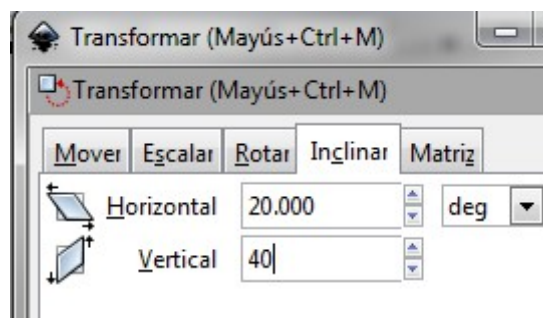 Transformar (Mayús+Ctrl+M)
Transformar (Mayús+Ctrl+M)
Mover Escalar Rotar Inclinar Matriz
Horizontal 20.000 deg
Vertical 40